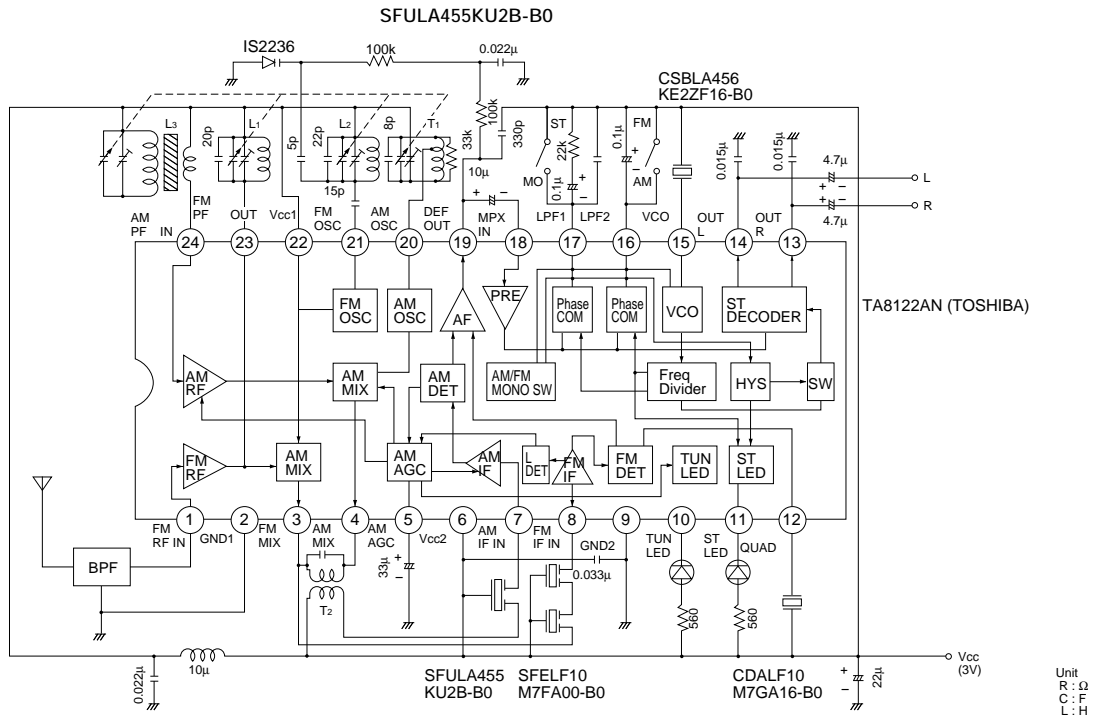 SFULA455KU2B-B0
IS2236
100k
0.022μ
CSBLA456
KE2ZF16-B0
L3
20p
L1
5p
22p
L2
8p
T1
33k
100k
330p
10μ
15p
ST
MO
22k
0.1μ
0.1μ
FM
AM
0.015μ
0.015μ
4.7μ
4.7μ
L
R
AM
PF
FM
PF
IN
OUT
Vcc1
FM
OSC
AM
OSC
DEF
OUT
MPX
IN
LPF1
LPF2
VCO
OUT
L
OUT
R
24
23
22
21
20
19
18
17
16
15
14
13
TA8122AN (TOSHIBA)
FM
OSC
AM
OSC
AF
PRE
Phase
COM
Phase
COM
VCO
ST
DECODER
AM
RF
AM
MIX
AM
DET
AM/FM
MONO SW
Freq
Divider
HYS
SW
FM
RF
AM
MIX
AM
AGC
AM
IF
L
DET
FM
IF
FM
DET
TUN
LED
ST
LED
1
2
3
4
5
6
7
8
9
10
11
12
FM
RF IN
GND1
FM
MIX
AM
MIX
AM
AGC
Vcc2
AM
IF IN
FM
IF IN
GND2
TUN
LED
ST
LED
QUAD
BPF
T2
33μ
0.033μ
560
560
10μ
0.022μ
SFULA455
KU2B-B0
SFELF10
M7FA00-B0
CDALF10
M7GA16-B0
22μ
Vcc
(3V)
Unit
R : Ω
C : F
L : H